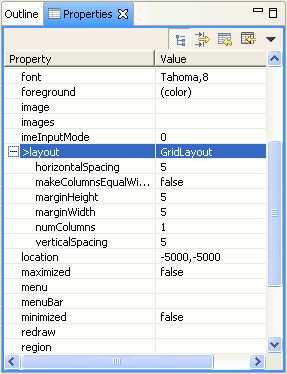 Outline Properties
Property Value
font Tahoma,8
foreground (color)
image
images
imeInputMode 0
>layout GridLayout
horizontalSpacing 5
makeColumnsEqualWi... false
marginHeight 5
marginWidth 5
numColumns 1
verticalSpacing 5
location -5000,-5000
maximized false
menu
menuBar
minimized false
redraw
region